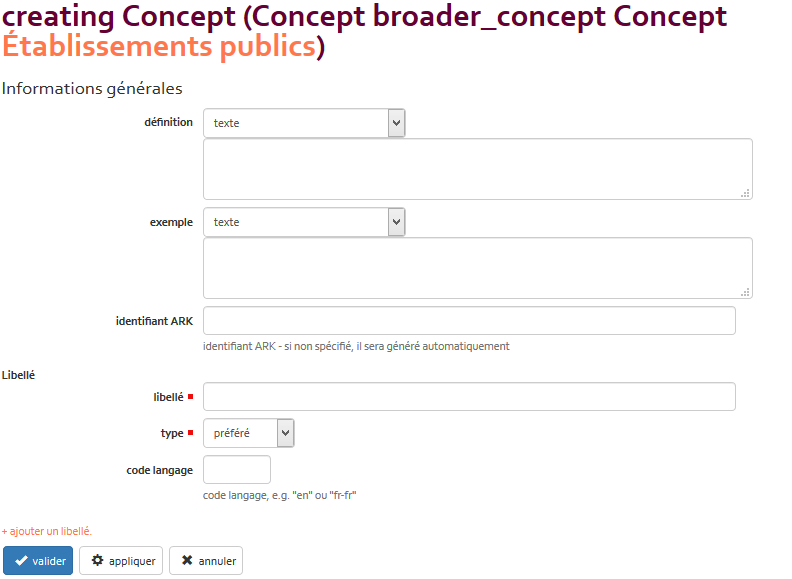 creating Concept (Concept broader_concept Concept
Établissements publics)
Informations générales
définition texte
exemple texte
identifiant ARK
identifiant ARK - si non spécifié, il sera généré automatiquement
Libellé
libellé
type préféré
code langage
code langage, e.g. "en" ou "fr-fr"
+ ajouter un libellé.
valider appliquer annuler